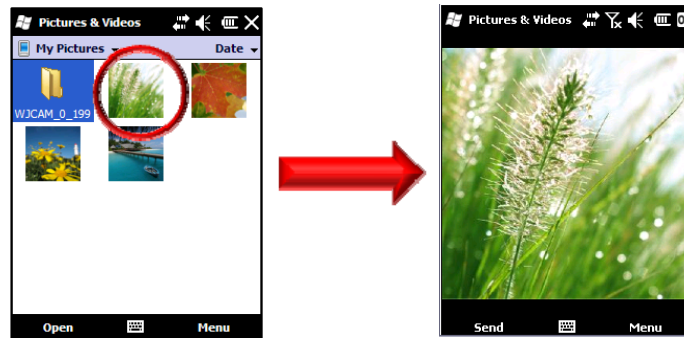 Pictures & Videos
My Pictures
Date
WJCAM_0_199
Open
Menu
Pictures & Videos
Send
Menu